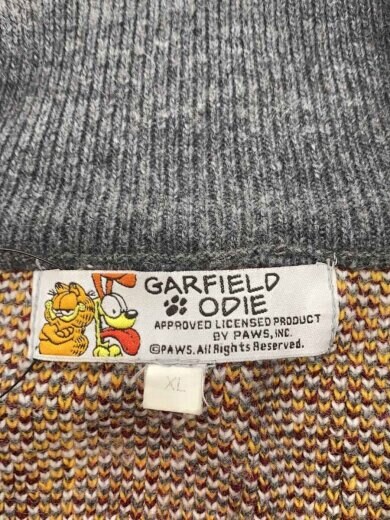 GARFIELD
ODIE
APPROVED LICENSED PRODUCT
BY PAWS, INC.
©PAWS. All Rights Reserved.
XL